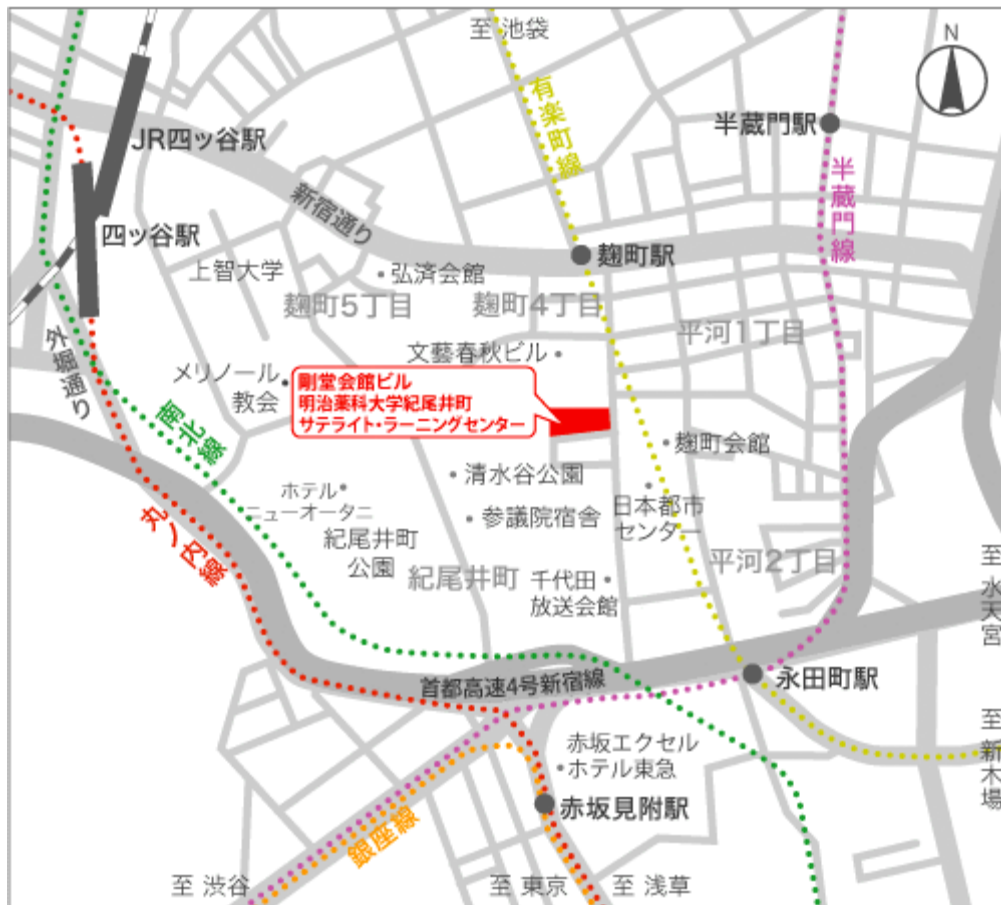 至 池袋
N
有楽町線
半蔵門駅
JR四ッ谷駅
半蔵門線
新宿通り
四ッ谷駅
麹町駅
上智大学
弘済会館
麹町5丁目
麹町4丁目
平河1丁目
外堀通り
文藝春秋ビル
メリノール
教会
剛堂会館ビル
明治薬科大学紀尾井町
サテライト・ラーニングセンター
南北線
麹町会館
清水谷公園
ホテル
ニューオータニ
日本都市
センター
丸ノ内線
参議院宿舎
紀尾井町
公園
平河2丁目
至水天宮
紀尾井町
千代田
放送会館
首都高速4号新宿線
永田町駅
至新木場
赤坂エクセル
ホテル東急
赤坂見附駅
銀座線
至 渋谷
至 東京
至 浅草